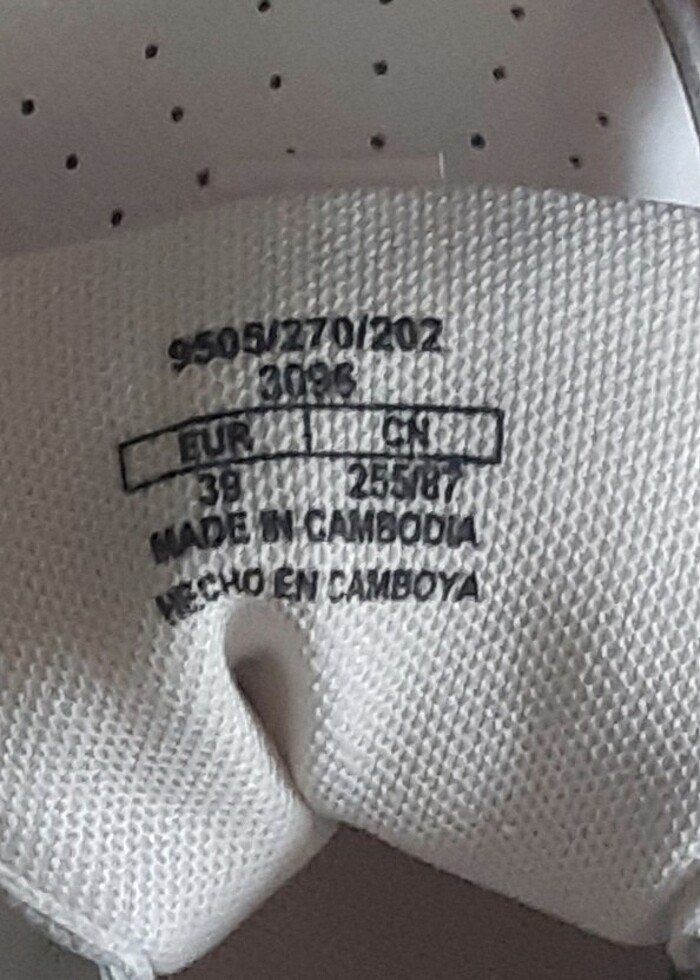 9505/270/202
3096
EUR CN
39 255/87
MADE IN CAMBODIA
HECHO EN CAMBOYA